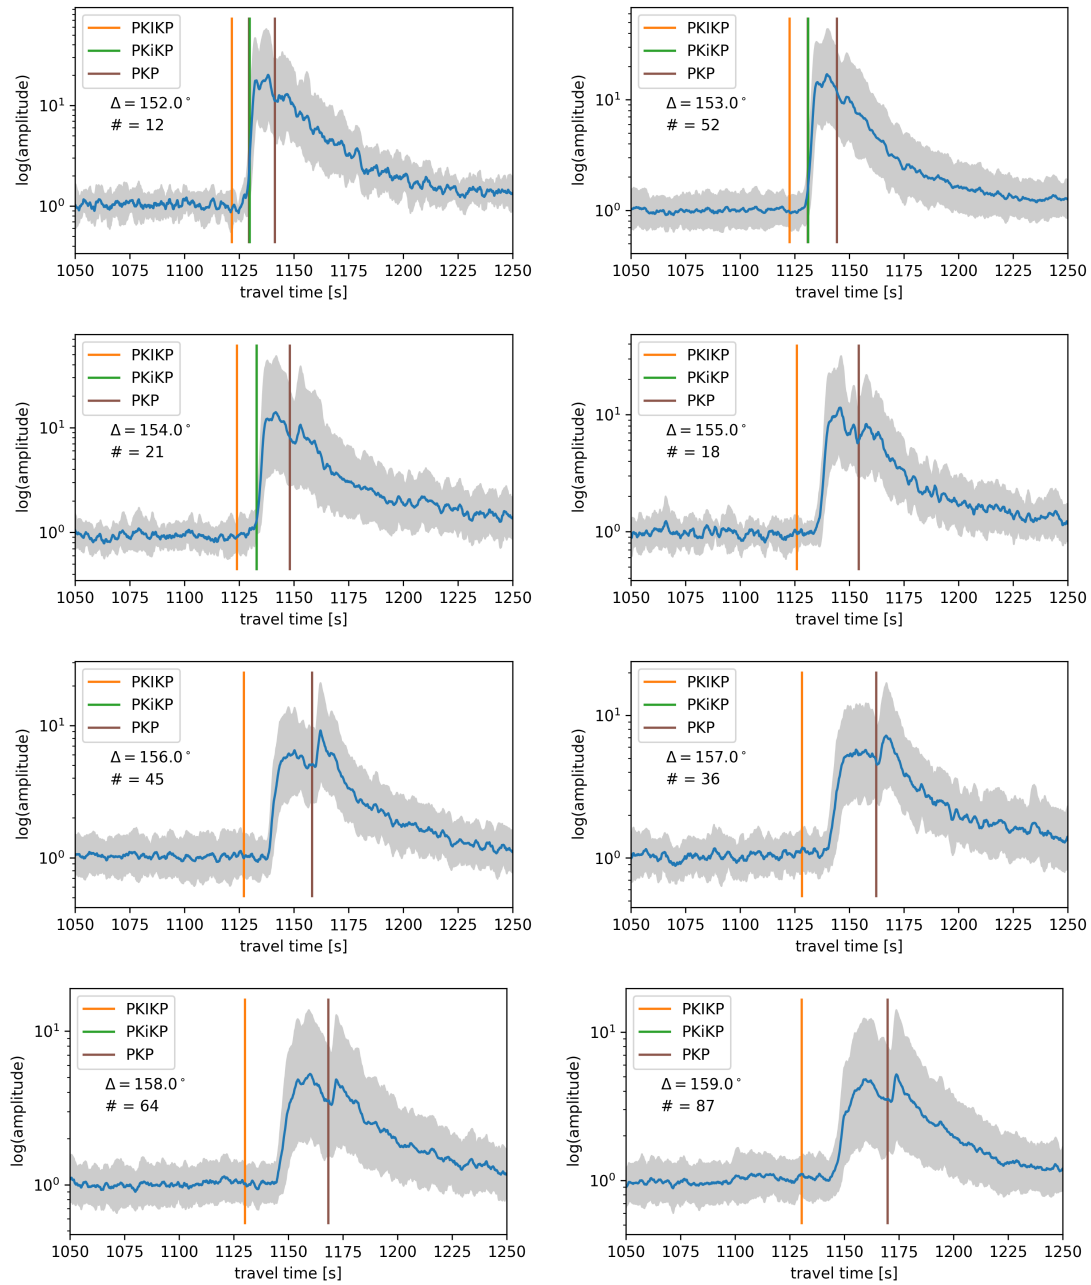 PKIKP
PKiKP
PKP
Δ = 152.0°
# = 12
10¹
10⁰
log(amplitude)
1050 1075 1100 1125 1150 1175 1200 1225 1250
travel time [s]
PKIKP
PKiKP
PKP
Δ = 153.0°
# = 52
10¹
10⁰
log(amplitude)
1050 1075 1100 1125 1150 1175 1200 1225 1250
travel time [s]
PKIKP
PKiKP
PKP
Δ = 154.0°
# = 21
10¹
10⁰
log(amplitude)
1050 1075 1100 1125 1150 1175 1200 1225 1250
travel time [s]
PKIKP
PKiKP
PKP
Δ = 155.0°
# = 18
10¹
10⁰
log(amplitude)
1050 1075 1100 1125 1150 1175 1200 1225 1250
travel time [s]
PKIKP
PKiKP
PKP
Δ = 156.0°
# = 45
10¹
10⁰
log(amplitude)
1050 1075 1100 1125 1150 1175 1200 1225 1250
travel time [s]
PKIKP
PKiKP
PKP
Δ = 157.0°
# = 36
10¹
10⁰
log(amplitude)
1050 1075 1100 1125 1150 1175 1200 1225 1250
travel time [s]
PKIKP
PKiKP
PKP
Δ = 158.0°
# = 64
10¹
10⁰
log(amplitude)
1050 1075 1100 1125 1150 1175 1200 1225 1250
travel time [s]
PKIKP
PKiKP
PKP
Δ = 159.0°
# = 87
10¹
10⁰
log(amplitude)
1050 1075 1100 1125 1150 1175 1200 1225 1250
travel time [s]